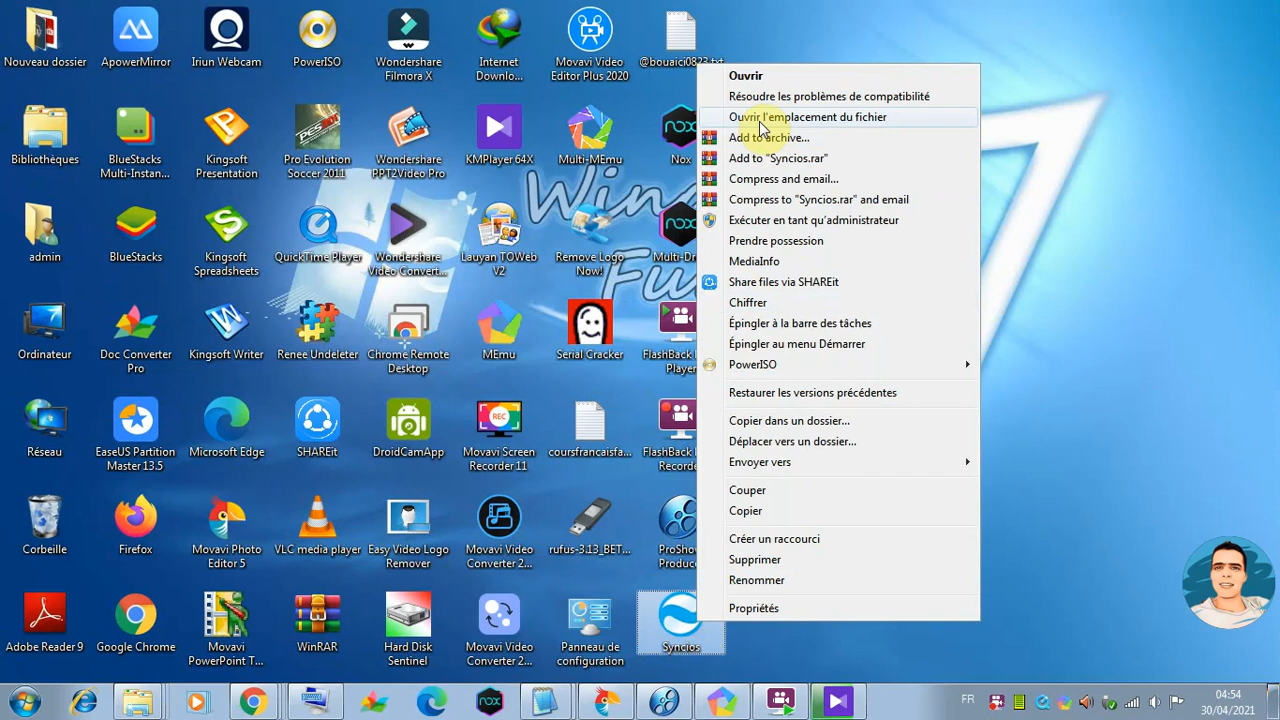 Nouveau dossier
ApowerMirror
Iriun Webcam
PowerISO
Wondershare
Filmora X
Internet
Downlo...
Movavi Video
Editor Plus 2020
@bouaici0823.txt
Bibliothèques
BlueStacks
Multi-Instan...
Kingsoft
Presentation
PES
Pro Evolution
Soccer 2011
Wondershare
PPT2Video Pro
KMPlayer 64X
Multi-MEmu
nox
Nox
admin
BlueStacks
Kingsoft
Spreadsheets
QuickTime Player
Wondershare
Video Convert...
Lauyan TOWeb
V2
Remove Logo
Now!
nox
Multi-Dr
Ordinateur
Doc Converter
Pro
Kingsoft Writer
Renee Undeleter
Chrome Remote
Desktop
MEmu
Serial Cracker
FlashBack
Player
Réseau
EaseUS Partition
Master 13.5
Microsoft Edge
SHAREit
DroidCamApp
REC
Movavi Screen
Recorder 11
coursfrancaisfa...
FlashBack
Recorde
Corbeille
Firefox
Movavi Photo
Editor 5
VLC media player
Easy Video Logo
Remover
Movavi Video
Converter 2...
rufus-3.13_BET...
ProShow
Produce
Adobe Reader 9
Google Chrome
Movavi
PowerPoint T...
WinRAR
Hard Disk
Sentinel
Movavi Video
Converter 2...
Panneau de
configuration
Syncios
Wind
Fu
Ouvrir
Résoudre les problèmes de compatibilité
Ouvrir l'emplacement du fichier
Add to archive...
Add to "Syncios.rar"
Compress and email...
Compress to "Syncios.rar" and email
Exécuter en tant qu'administrateur
Prendre possession
MediaInfo
Share files via SHAREit
Chiffrer
Épingler à la barre des tâches
Épingler au menu Démarrer
PowerISO
Restaurer les versions précédentes
Copier dans un dossier...
Déplacer vers un dossier...
Envoyer vers
Couper
Copier
Créer un raccourci
Supprimer
Renommer
Propriétés
nox
FR
04:54
30/04/2021